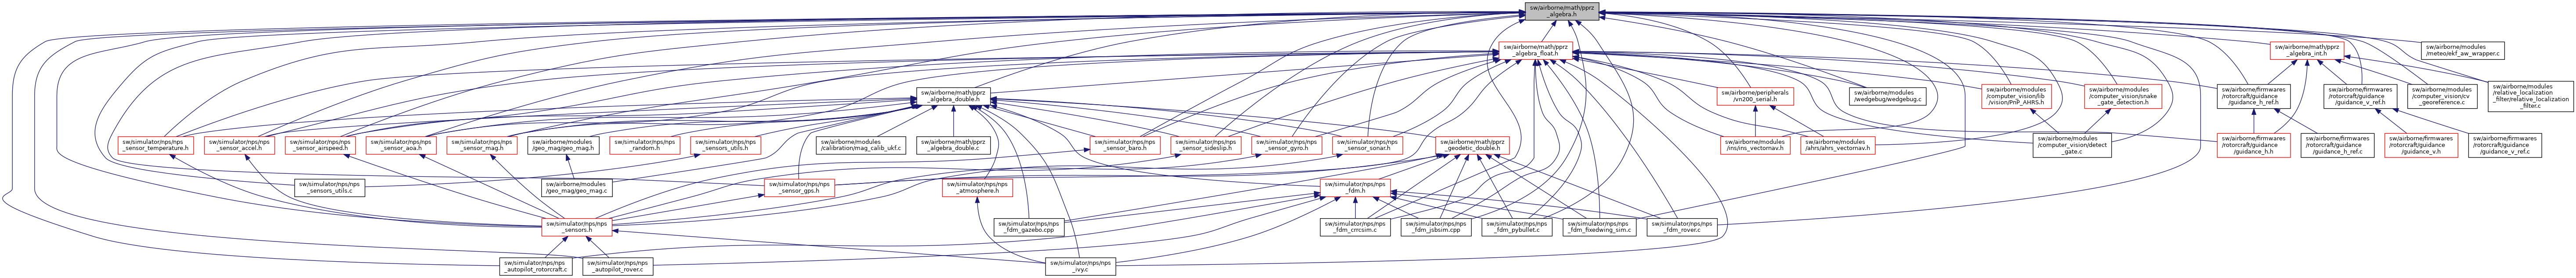 sw/airborne/math/pprz
_algebra.h
sw/airborne/math/pprz
_algebra_float.h
sw/airborne/math/pprz
_algebra_int.h
sw/airborne/modules
/meteo/ekf_aw_wrapper.c
sw/airborne/math/pprz
_algebra_double.h
sw/airborne/peripherals
/vn200_serial.h
sw/airborne/modules
/wedgebug/wedgebug.c
sw/airborne/modules
/computer_vision/lib
/vision/PnP_AHRS.h
sw/airborne/modules
/computer_vision/snake
_gate_detection.h
sw/airborne/firmwares
/rotorcraft/guidance
/guidance_h_ref.h
sw/airborne/firmwares
/rotorcraft/guidance
/guidance_v_ref.h
sw/airborne/modules
/computer_vision/cv
_georeference.c
sw/airborne/modules
/relative_localization
_filter/relative_localization
_filter.c
sw/simulator/nps/nps
_sensor_temperature.h
sw/simulator/nps/nps
_sensor_accel.h
sw/simulator/nps/nps
_sensor_airspeed.h
sw/simulator/nps/nps
_sensor_aoa.h
sw/simulator/nps/nps
_sensor_mag.h
sw/airborne/modules
/geo_mag/geo_mag.h
sw/simulator/nps/nps
_random.h
sw/simulator/nps/nps
_sensors_utils.h
sw/airborne/modules
/calibration/mag_calib_ukf.c
sw/airborne/math/pprz
_algebra_double.c
sw/simulator/nps/nps
_sensor_baro.h
sw/simulator/nps/nps
_sensor_sideslip.h
sw/simulator/nps/nps
_sensor_gyro.h
sw/simulator/nps/nps
_sensor_sonar.h
sw/airborne/math/pprz
_geodetic_double.h
sw/airborne/modules
/ins/ins_vectornav.h
sw/airborne/modules
/ahrs/ahrs_vectornav.h
sw/airborne/modules
/computer_vision/detect
_gate.c
sw/airborne/firmwares
/rotorcraft/guidance
/guidance_h.h
sw/airborne/firmwares
/rotorcraft/guidance
/guidance_h_ref.c
sw/airborne/firmwares
/rotorcraft/guidance
/guidance_v.h
sw/airborne/firmwares
/rotorcraft/guidance
/guidance_v_ref.c
sw/simulator/nps/nps
_sensors_utils.c
sw/airborne/modules
/geo_mag/geo_mag.c
sw/simulator/nps/nps
_sensor_gps.h
sw/simulator/nps/nps
_atmosphere.h
sw/simulator/nps/nps
_fdm.h
sw/simulator/nps/nps
_sensors.h
sw/simulator/nps/nps
_fdm_gazebo.cpp
sw/simulator/nps/nps
_fdm_crrcsim.c
sw/simulator/nps/nps
_fdm_jsbsim.cpp
sw/simulator/nps/nps
_fdm_pybullet.c
sw/simulator/nps/nps
_fdm_fixedwing_sim.c
sw/simulator/nps/nps
_fdm_rover.c
sw/simulator/nps/nps
_autopilot_rotorcraft.c
sw/simulator/nps/nps
_autopilot_rover.c
sw/simulator/nps/nps
_ivy.c